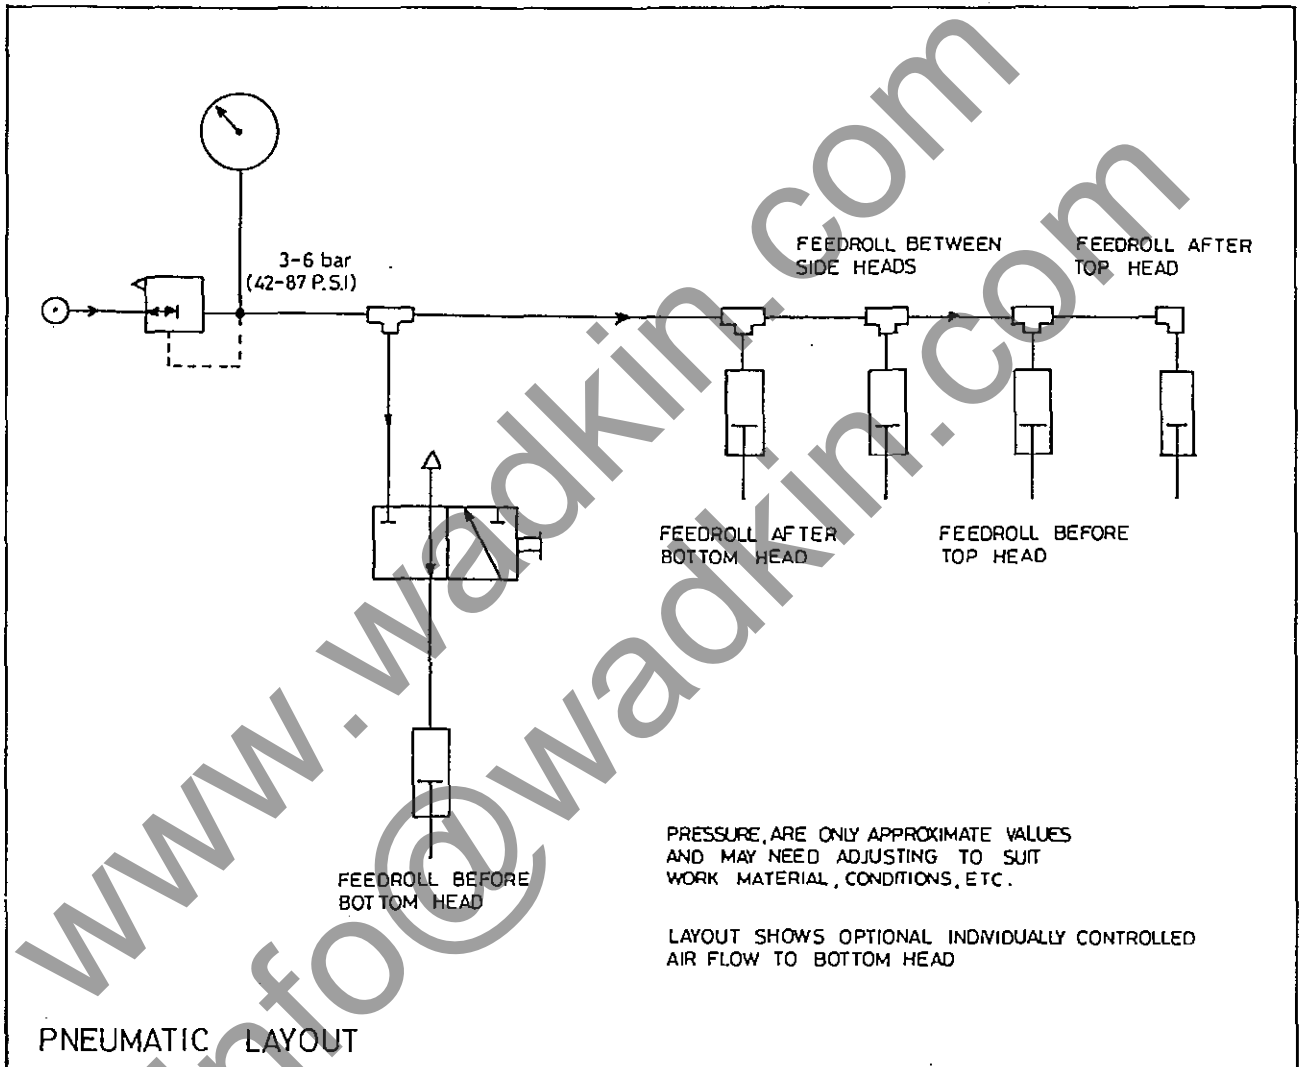 3-6 bar
(42-87 P.S.I)
FEEDROLL BETWEEN
SIDE HEADS
FEEDROLL AFTER
TOP HEAD
FEEDROLL AFTER
BOTTOM HEAD
FEEDROLL BEFORE
TOP HEAD
FEEDROLL BEFORE
BOTTOM HEAD
PRESSURE, ARE ONLY APPROXIMATE VALUES
AND MAY NEED ADJUSTING TO SUIT
WORK MATERIAL, CONDITIONS, ETC.
LAYOUT SHOWS OPTIONAL INDIVIDUALLY CONTROLLED
AIR FLOW TO BOTTOM HEAD
PNEUMATIC LAYOUT
www.wadkin.com
info@wadkin.com